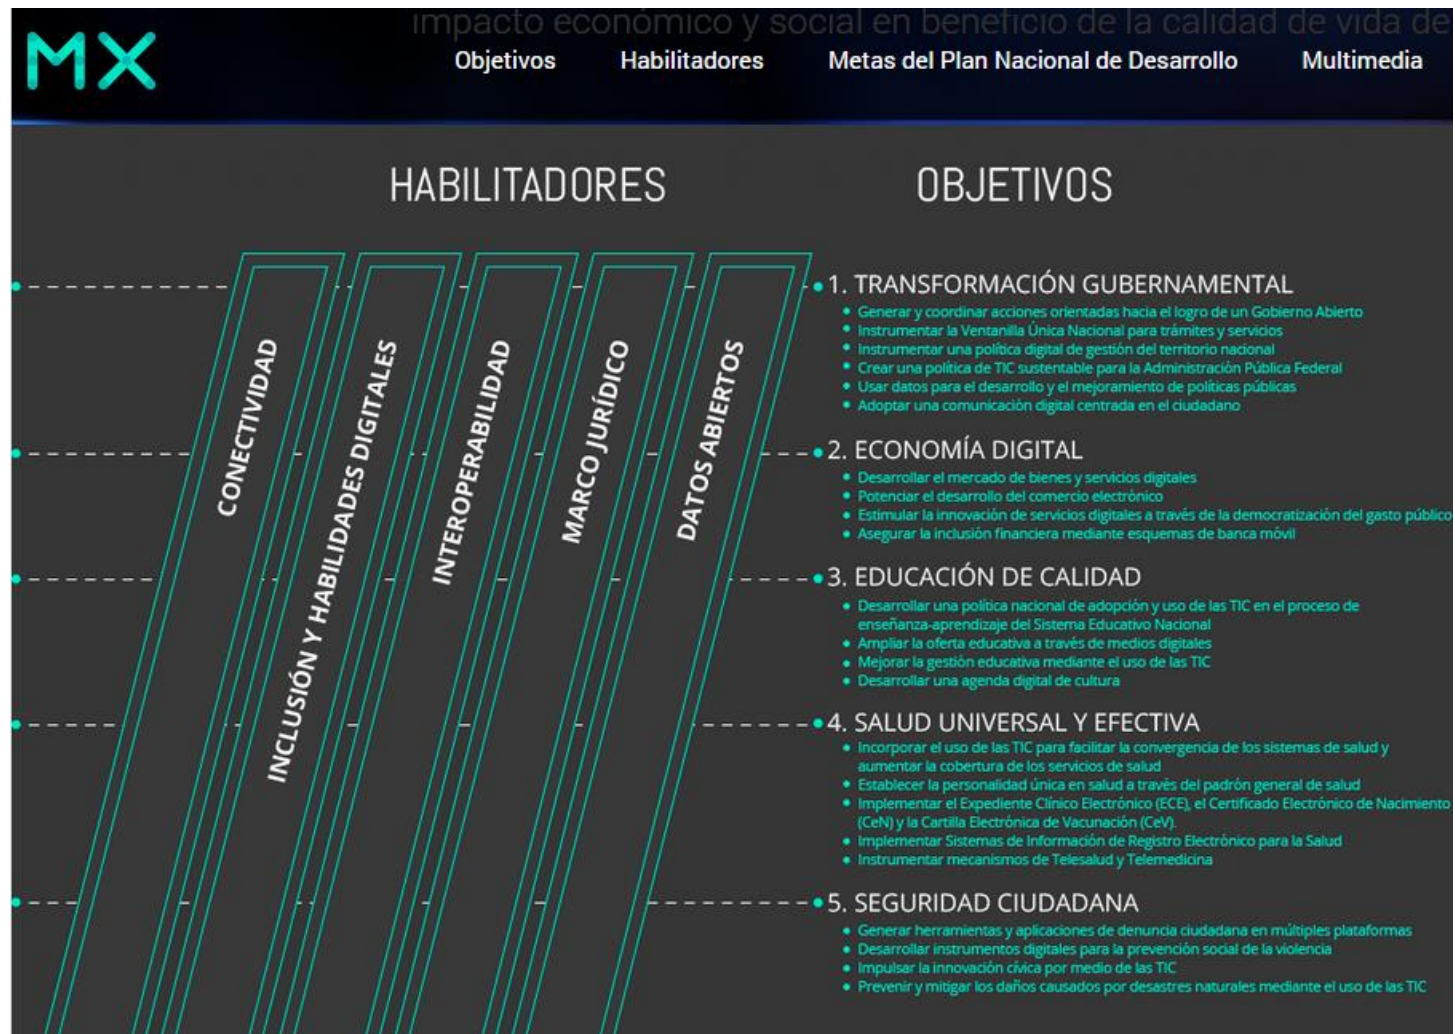 impacto económico y social en beneficio de la calidad de vida de
MX
Objetivos Habilitadores Metas del Plan Nacional de Desarrollo Multimedia
HABILITADORES
OBJETIVOS
CONECTIVIDAD
INCLUSIÓN Y HABILIDADES DIGITALES
INTEROPERABILIDAD
MARCO JURÍDICO
DATOS ABIERTOS
1. TRANSFORMACIÓN GUBERNAMENTAL
Generar y coordinar acciones orientadas hacia el logro de un Gobierno Abierto
Instrumentar la Ventanilla Única Nacional para trámites y servicios
Instrumentar una política digital de gestión del territorio nacional
Crear una política de TIC sustentable para la Administración Pública Federal
Usar datos para el desarrollo y el mejoramiento de políticas públicas
Adoptar una comunicación digital centrada en el ciudadano
2. ECONOMÍA DIGITAL
Desarrollar el mercado de bienes y servicios digitales
Potenciar el desarrollo del comercio electrónico
Estimular la innovación de servicios digitales a través de la democratización del gasto público
Asegurar la inclusión financiera mediante esquemas de banca móvil
3. EDUCACIÓN DE CALIDAD
Desarrollar una política nacional de adopción y uso de las TIC en el proceso de
enseñanza-aprendizaje del Sistema Educativo Nacional
Ampliar la oferta educativa a través de medios digitales
Mejorar la gestión educativa mediante el uso de las TIC
Desarrollar una agenda digital de cultura
4. SALUD UNIVERSAL Y EFECTIVA
Incorporar el uso de las TIC para facilitar la convergencia de los sistemas de salud y
aumentar la cobertura de los servicios de salud
Establecer la personalidad única en salud a través del padrón general de salud
Implementar el Expediente Clínico Electrónico (ECE), el Certificado Electrónico de Nacimiento
(CeN) y la Cartilla Electrónica de Vacunación (CeV).
Implementar Sistemas de Información de Registro Electrónico para la Salud
Instrumentar mecanismos de Telesalud y Telemedicina
5. SEGURIDAD CIUDADANA
Generar herramientas y aplicaciones de denuncia ciudadana en múltiples plataformas
Desarrollar instrumentos digitales para la prevención social de la violencia
Impulsar la innovación cívica por medio de las TIC
Prevenir y mitigar los daños causados por desastres naturales mediante el uso de las TIC